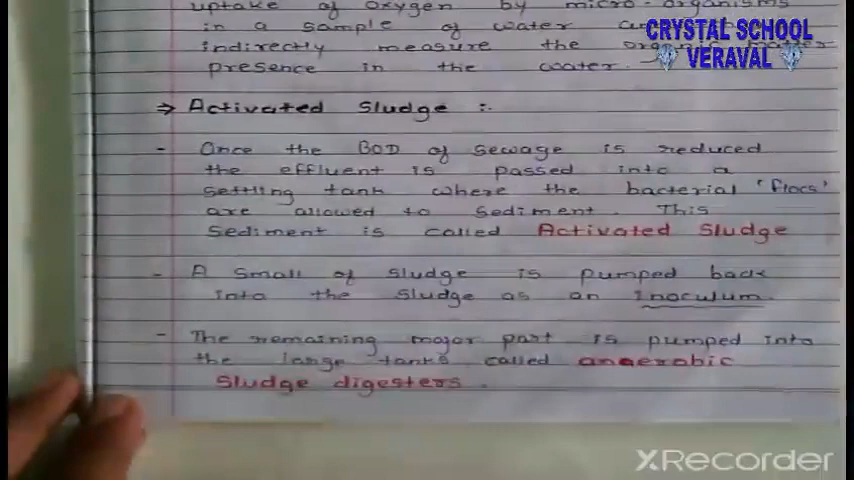 uptake of oxygen by micro-organisms
in a sample of water
indirectly measure the organic matter
presence in the water.
CRYSTAL SCHOOL
VERAVAL
⇒ Activated Sludge :-
- Once the BOD of sewage is reduced
the effluent is passed into a
settling tank where the bacterial 'flocs'
are allowed to sediment. This
sediment is called Activated Sludge
- A small of sludge is pumped back
into the sludge as an inoculum
- The remaining major part is pumped into
the large tanks called anaerobic
sludge digesters.
XRecorder